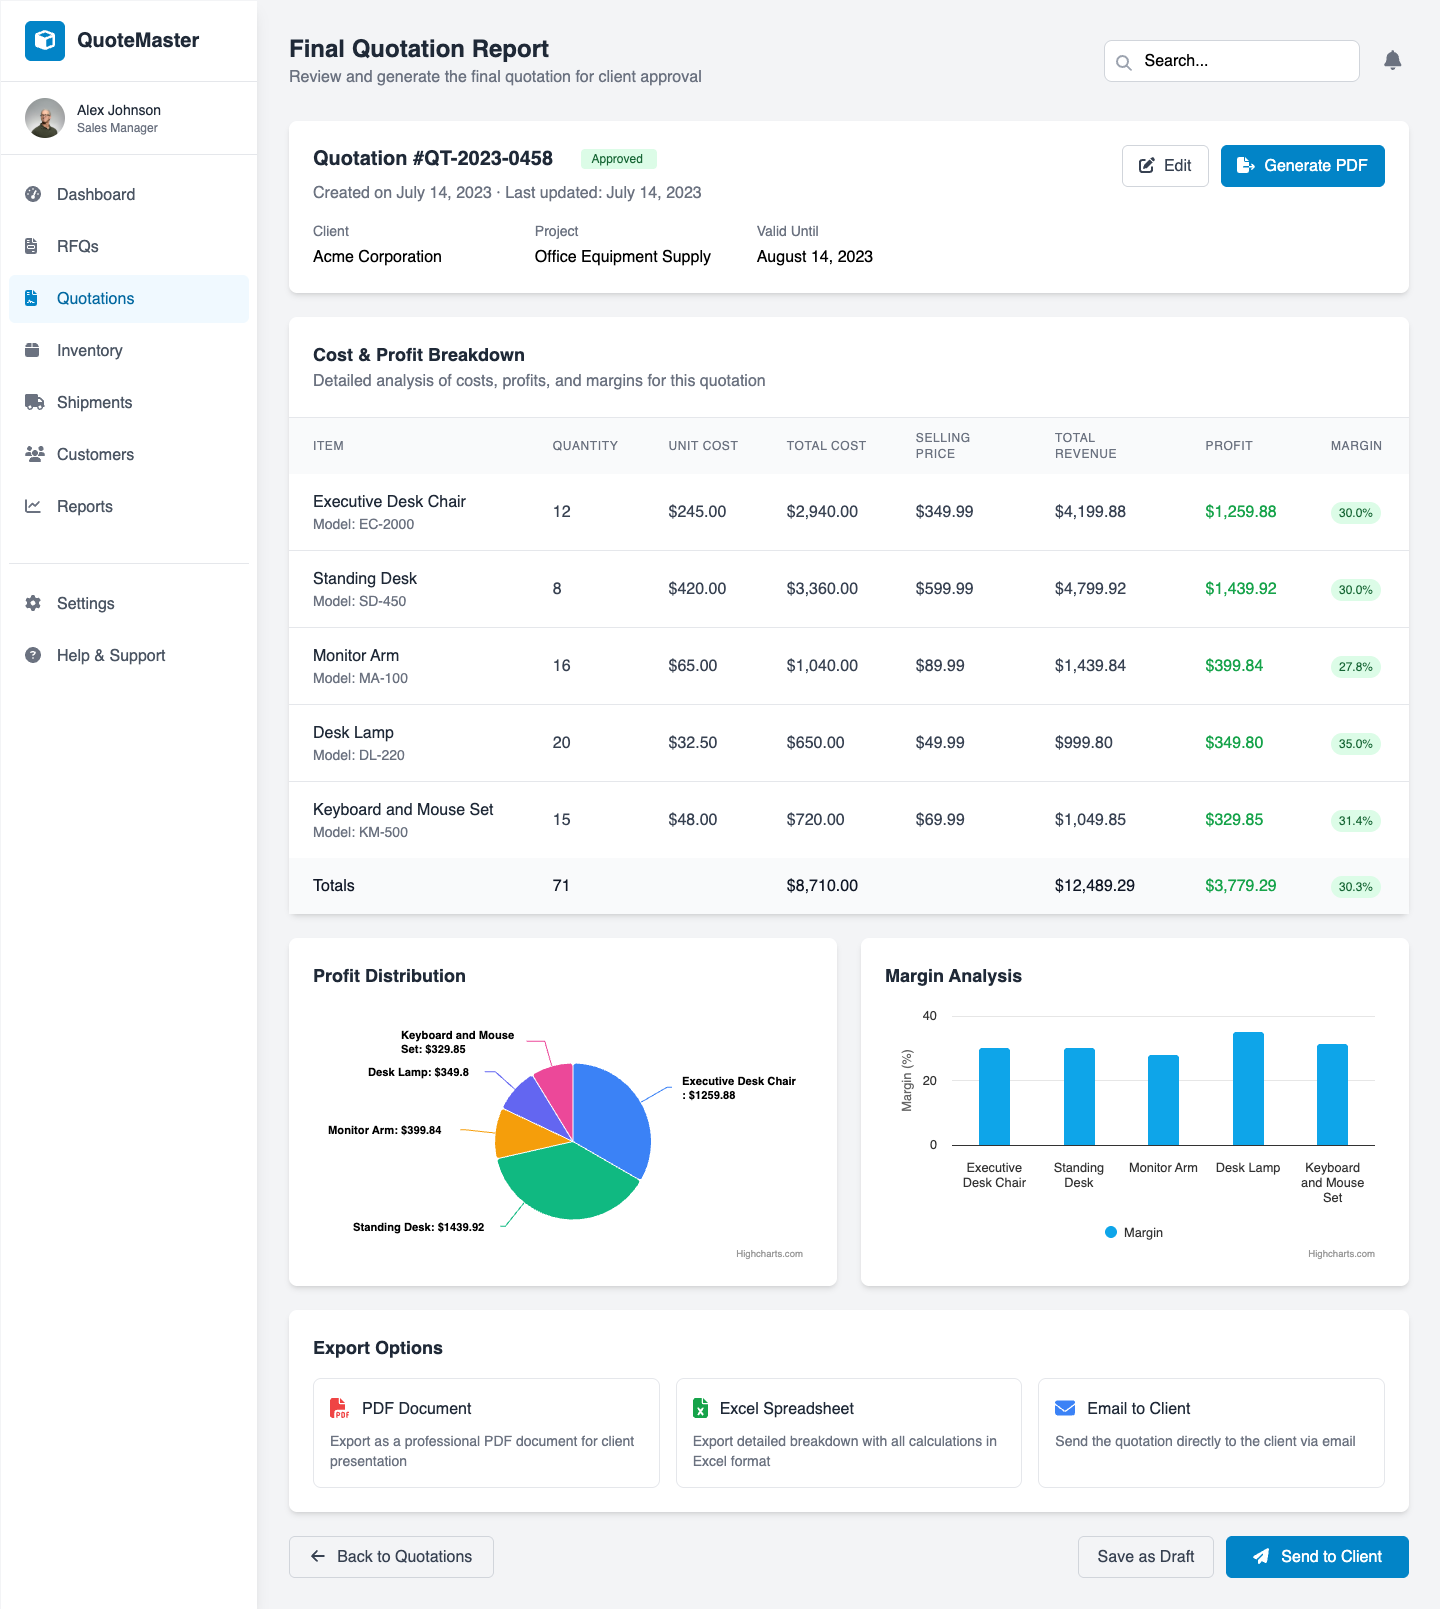 QuoteMaster
Alex Johnson
Sales Manager
Dashboard
RFQs
Quotations
Inventory
Shipments
Customers
Reports
Settings
Help & Support
Final Quotation Report
Review and generate the final quotation for client approval
Search...
Quotation #QT-2023-0458 Approved
Created on July 14, 2023 · Last updated: July 14, 2023
Edit
Generate PDF
Client Project Valid Until
Acme Corporation Office Equipment Supply August 14, 2023
Cost & Profit Breakdown
Detailed analysis of costs, profits, and margins for this quotation
ITEM QUANTITY UNIT COST TOTAL COST SELLING PRICE TOTAL REVENUE PROFIT MARGIN
Executive Desk Chair
Model: EC-2000
12 $245.00 $2,940.00 $349.99 $4,199.88 $1,259.88 30.0%
Standing Desk
Model: SD-450
8 $420.00 $3,360.00 $599.99 $4,799.92 $1,439.92 30.0%
Monitor Arm
Model: MA-100
16 $65.00 $1,040.00 $89.99 $1,439.84 $399.84 27.8%
Desk Lamp
Model: DL-220
20 $32.50 $650.00 $49.99 $999.80 $349.80 35.0%
Keyboard and Mouse Set
Model: KM-500
15 $48.00 $720.00 $69.99 $1,049.85 $329.85 31.4%
Totals 71 $8,710.00 $12,489.29 $3,779.29 30.3%
Profit Distribution
Keyboard and Mouse
Set: $329.85
Desk Lamp: $349.8
Executive Desk Chair
: $1259.88
Monitor Arm: $399.84
Standing Desk: $1439.92
Highcharts.com
Margin Analysis
Margin (%)
40
20
0
Executive
Desk Chair
Standing
Desk
Monitor Arm
Desk Lamp
Keyboard
and Mouse
Set
Margin
Highcharts.com
Export Options
PDF Document
Export as a professional PDF document for client
presentation
Excel Spreadsheet
Export detailed breakdown with all calculations in
Excel format
Email to Client
Send the quotation directly to the client via email
Back to Quotations
Save as Draft
Send to Client